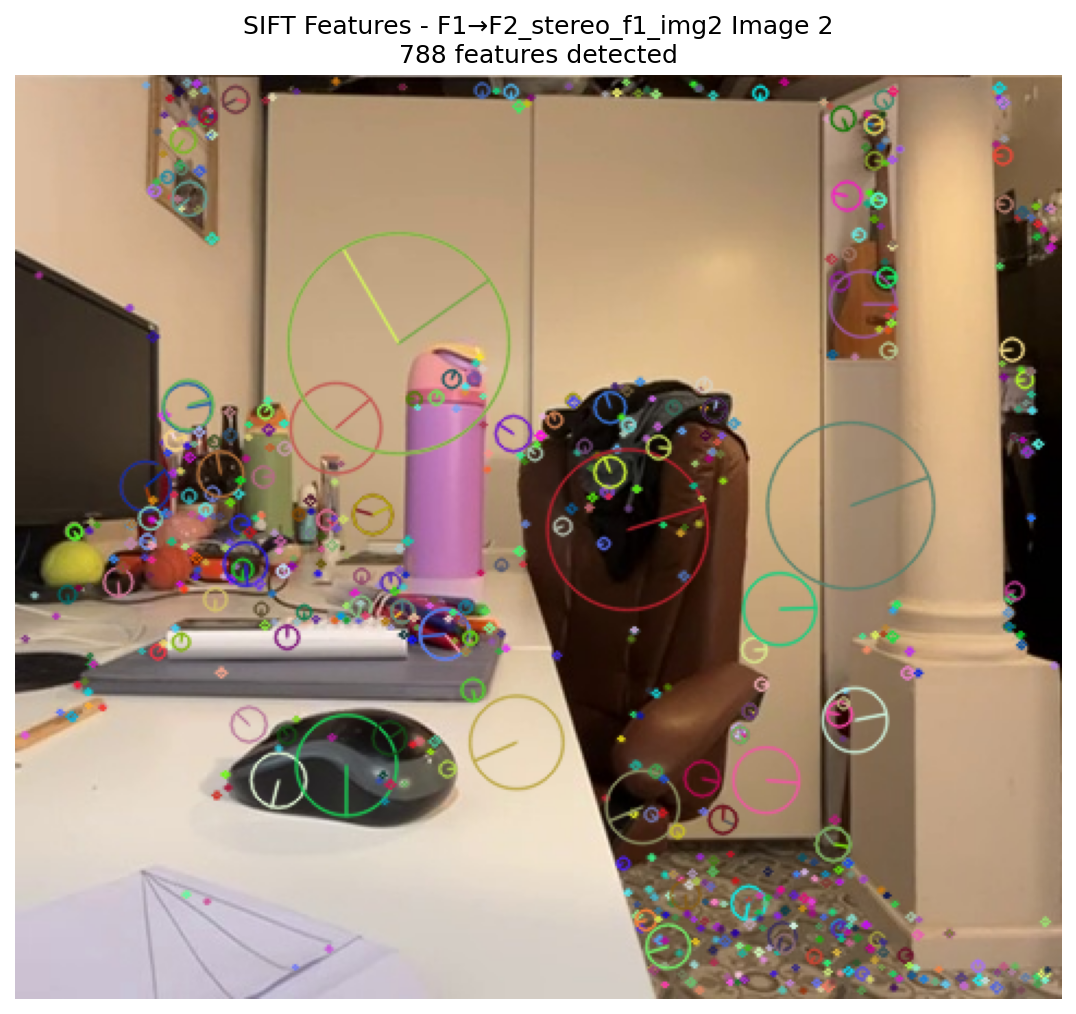 SIFT Features - F1→F2_stereo_f1_img2 Image 2
788 features detected